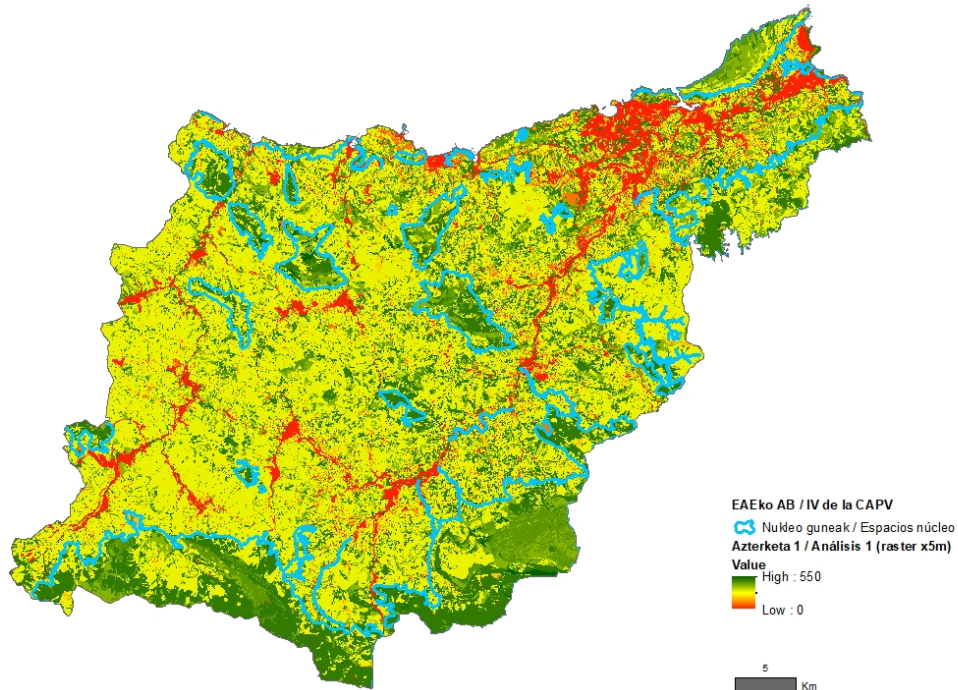 EAEko AB / IV de la CAPV
Nukleo guneak / Espacios núcleo
Azterketa 1 / Análisis 1 (raster x5m)
Value
High : 550
Low : 0
5
Km